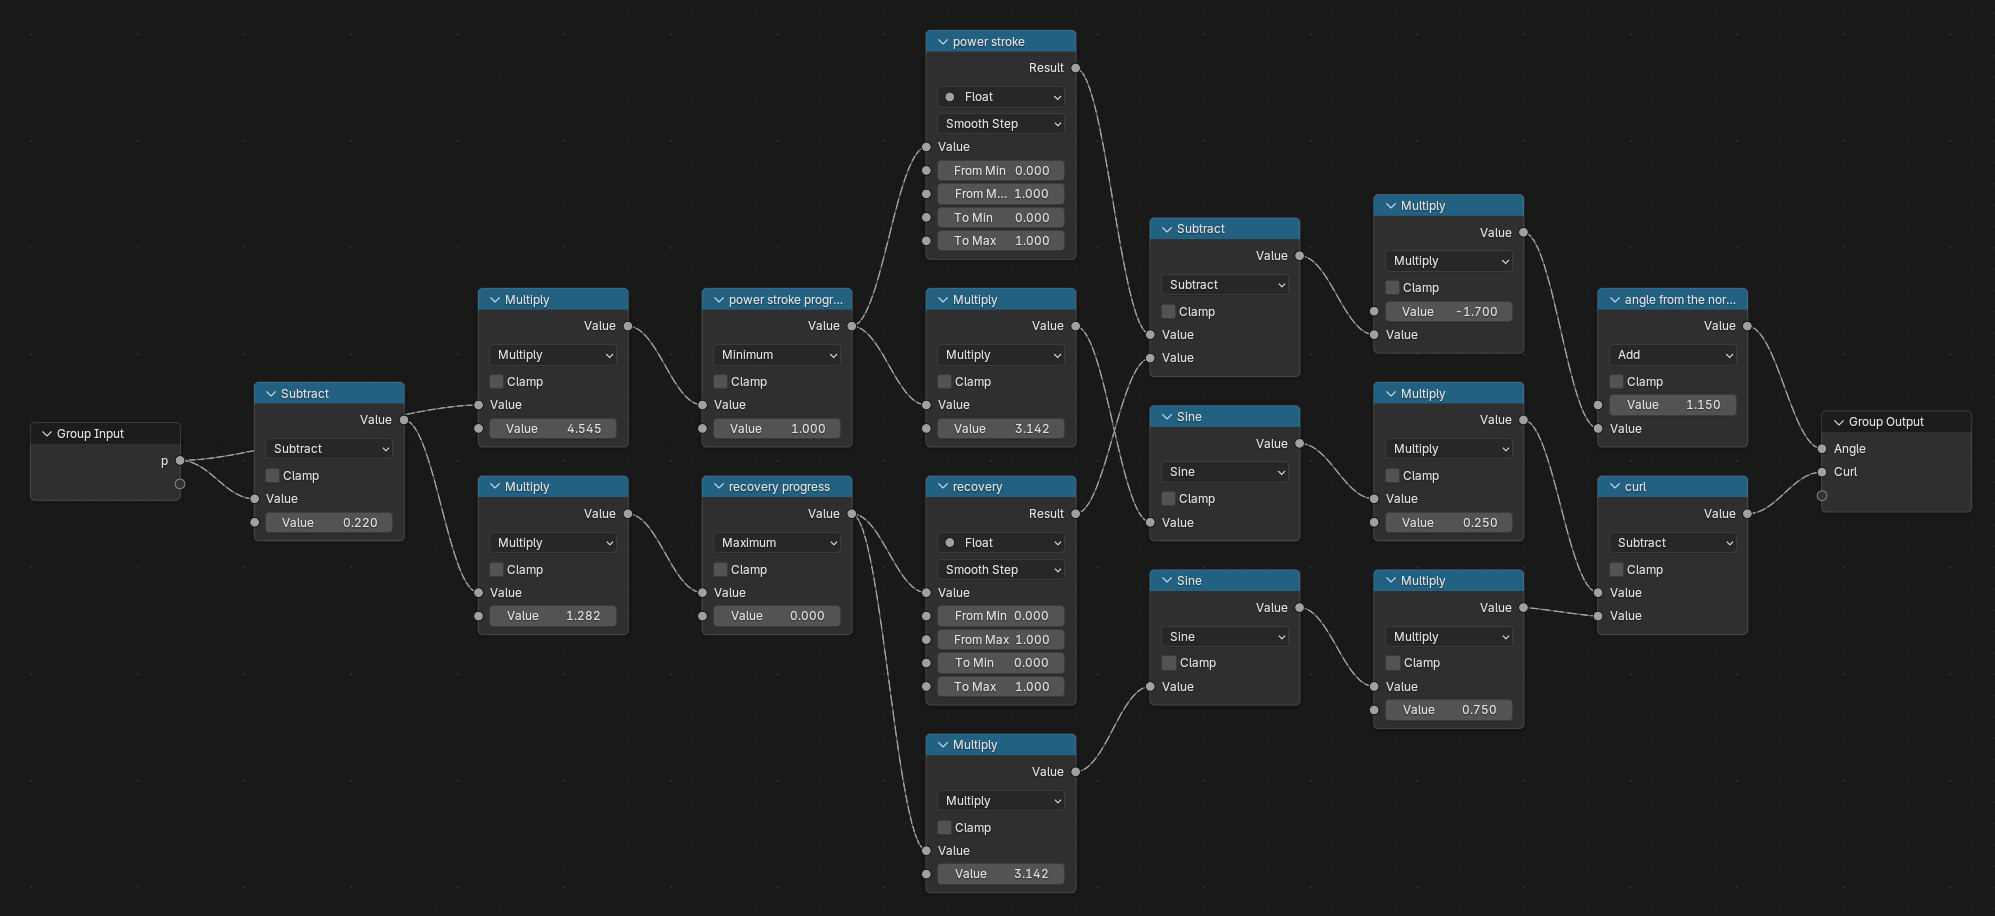 Group Input
p
Subtract
Value
Subtract
Clamp
Value
Value 0.220
Multiply
Value
Multiply
Clamp
Value
Value 4.545
Multiply
Value
Multiply
Clamp
Value
Value 1.282
power stroke progr...
Value
Minimum
Clamp
Value
Value 1.000
recovery progress
Value
Maximum
Clamp
Value
Value 0.000
power stroke
Result
Float
Smooth Step
Value
From Min 0.000
From M... 1.000
To Min 0.000
To Max 1.000
Multiply
Value
Multiply
Clamp
Value
Value 3.142
recovery
Result
Float
Smooth Step
Value
From Min 0.000
From Max 1.000
To Min 0.000
To Max 1.000
Multiply
Value
Multiply
Clamp
Value
Value 3.142
Subtract
Value
Subtract
Clamp
Value
Value
Sine
Value
Sine
Clamp
Value
Sine
Value
Sine
Clamp
Value
Multiply
Value
Multiply
Clamp
Value -1.700
Value
Multiply
Value
Multiply
Clamp
Value
Value 0.250
Multiply
Value
Multiply
Clamp
Value
Value 0.750
angle from the nor...
Value
Add
Clamp
Value 1.150
Value
curl
Value
Subtract
Clamp
Value
Value
Group Output
Angle
Curl